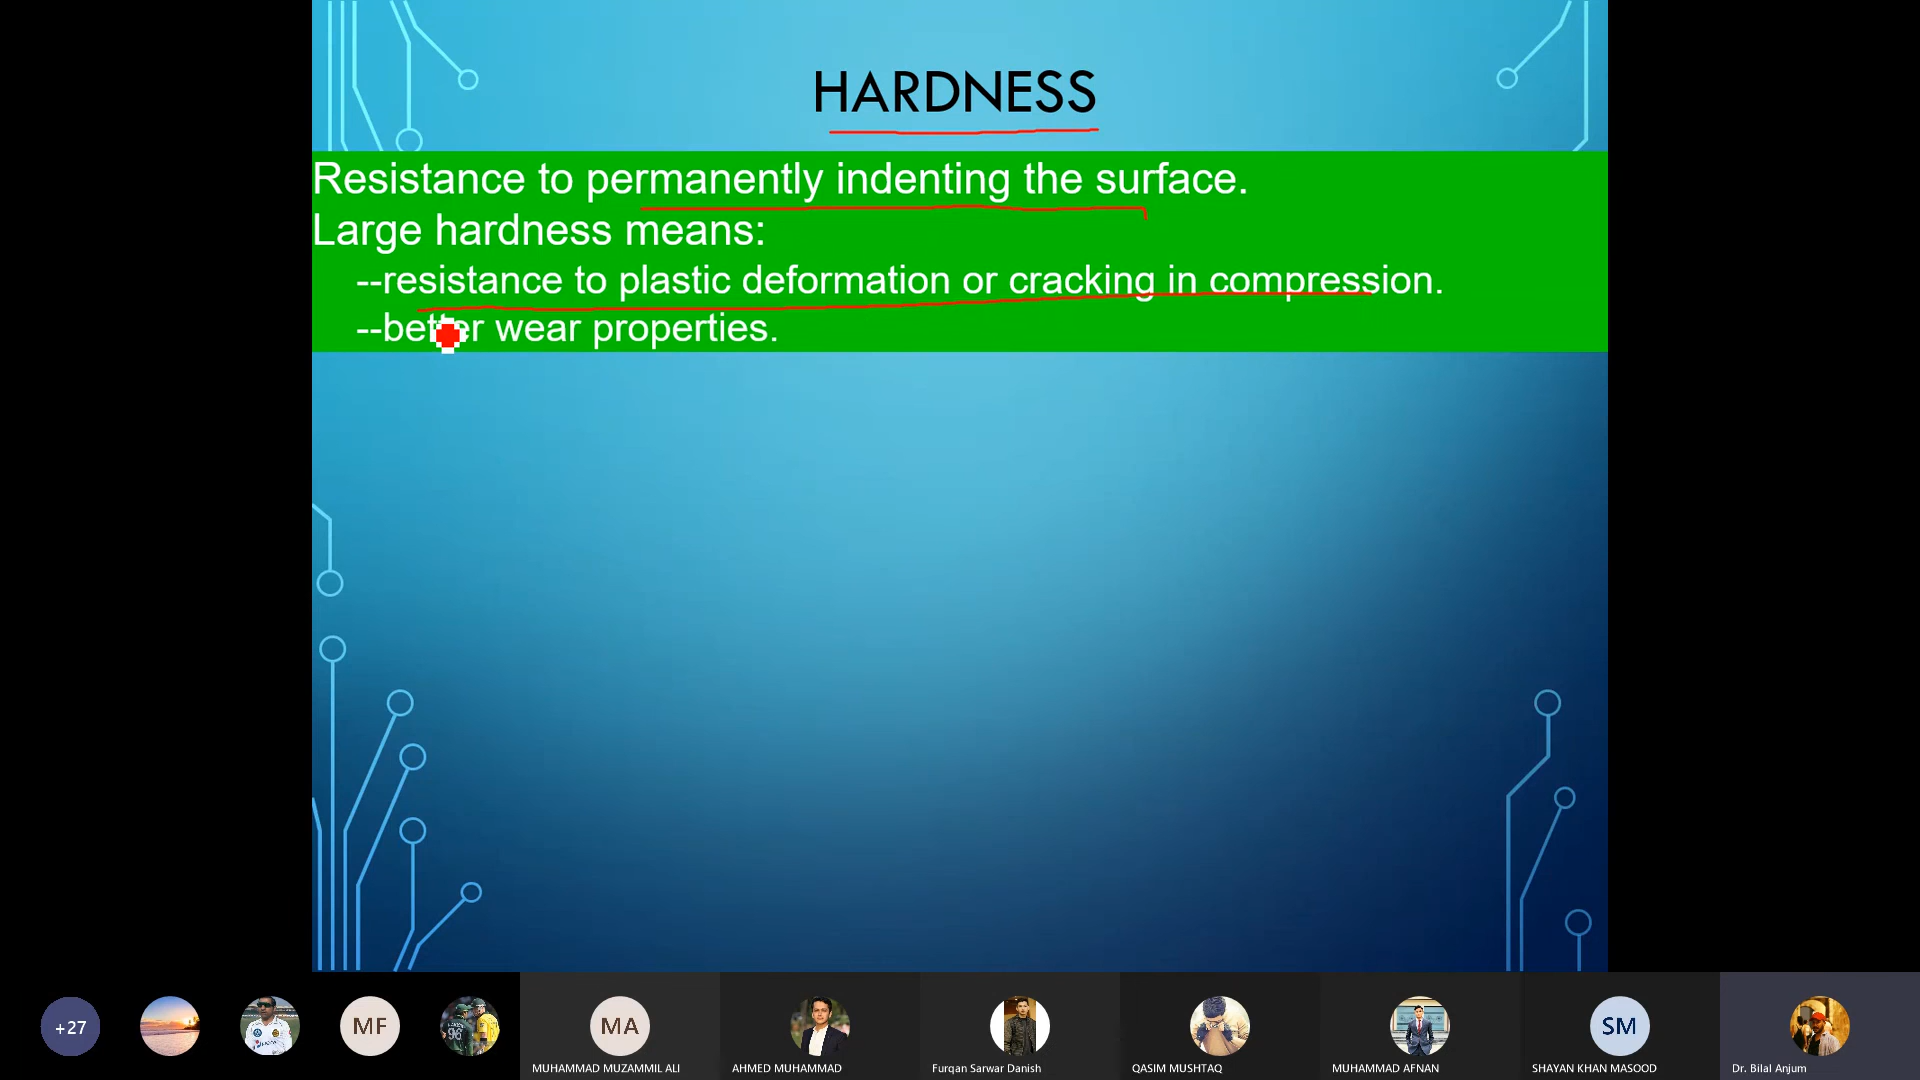 HARDNESS
Resistance to permanently indenting the surface.
Large hardness means:
--resistance to plastic deformation or cracking in compression.
--better wear properties.
+27
MF
96
MA
SM
MUHAMMAD MUZAMMIL ALI
AHMED MUHAMMAD
Furqan Sarwar Danish
QASIM MUSHTAQ
MUHAMMAD AFNAN
SHAYAN KHAN MASOOD
Dr. Bilal Anjum